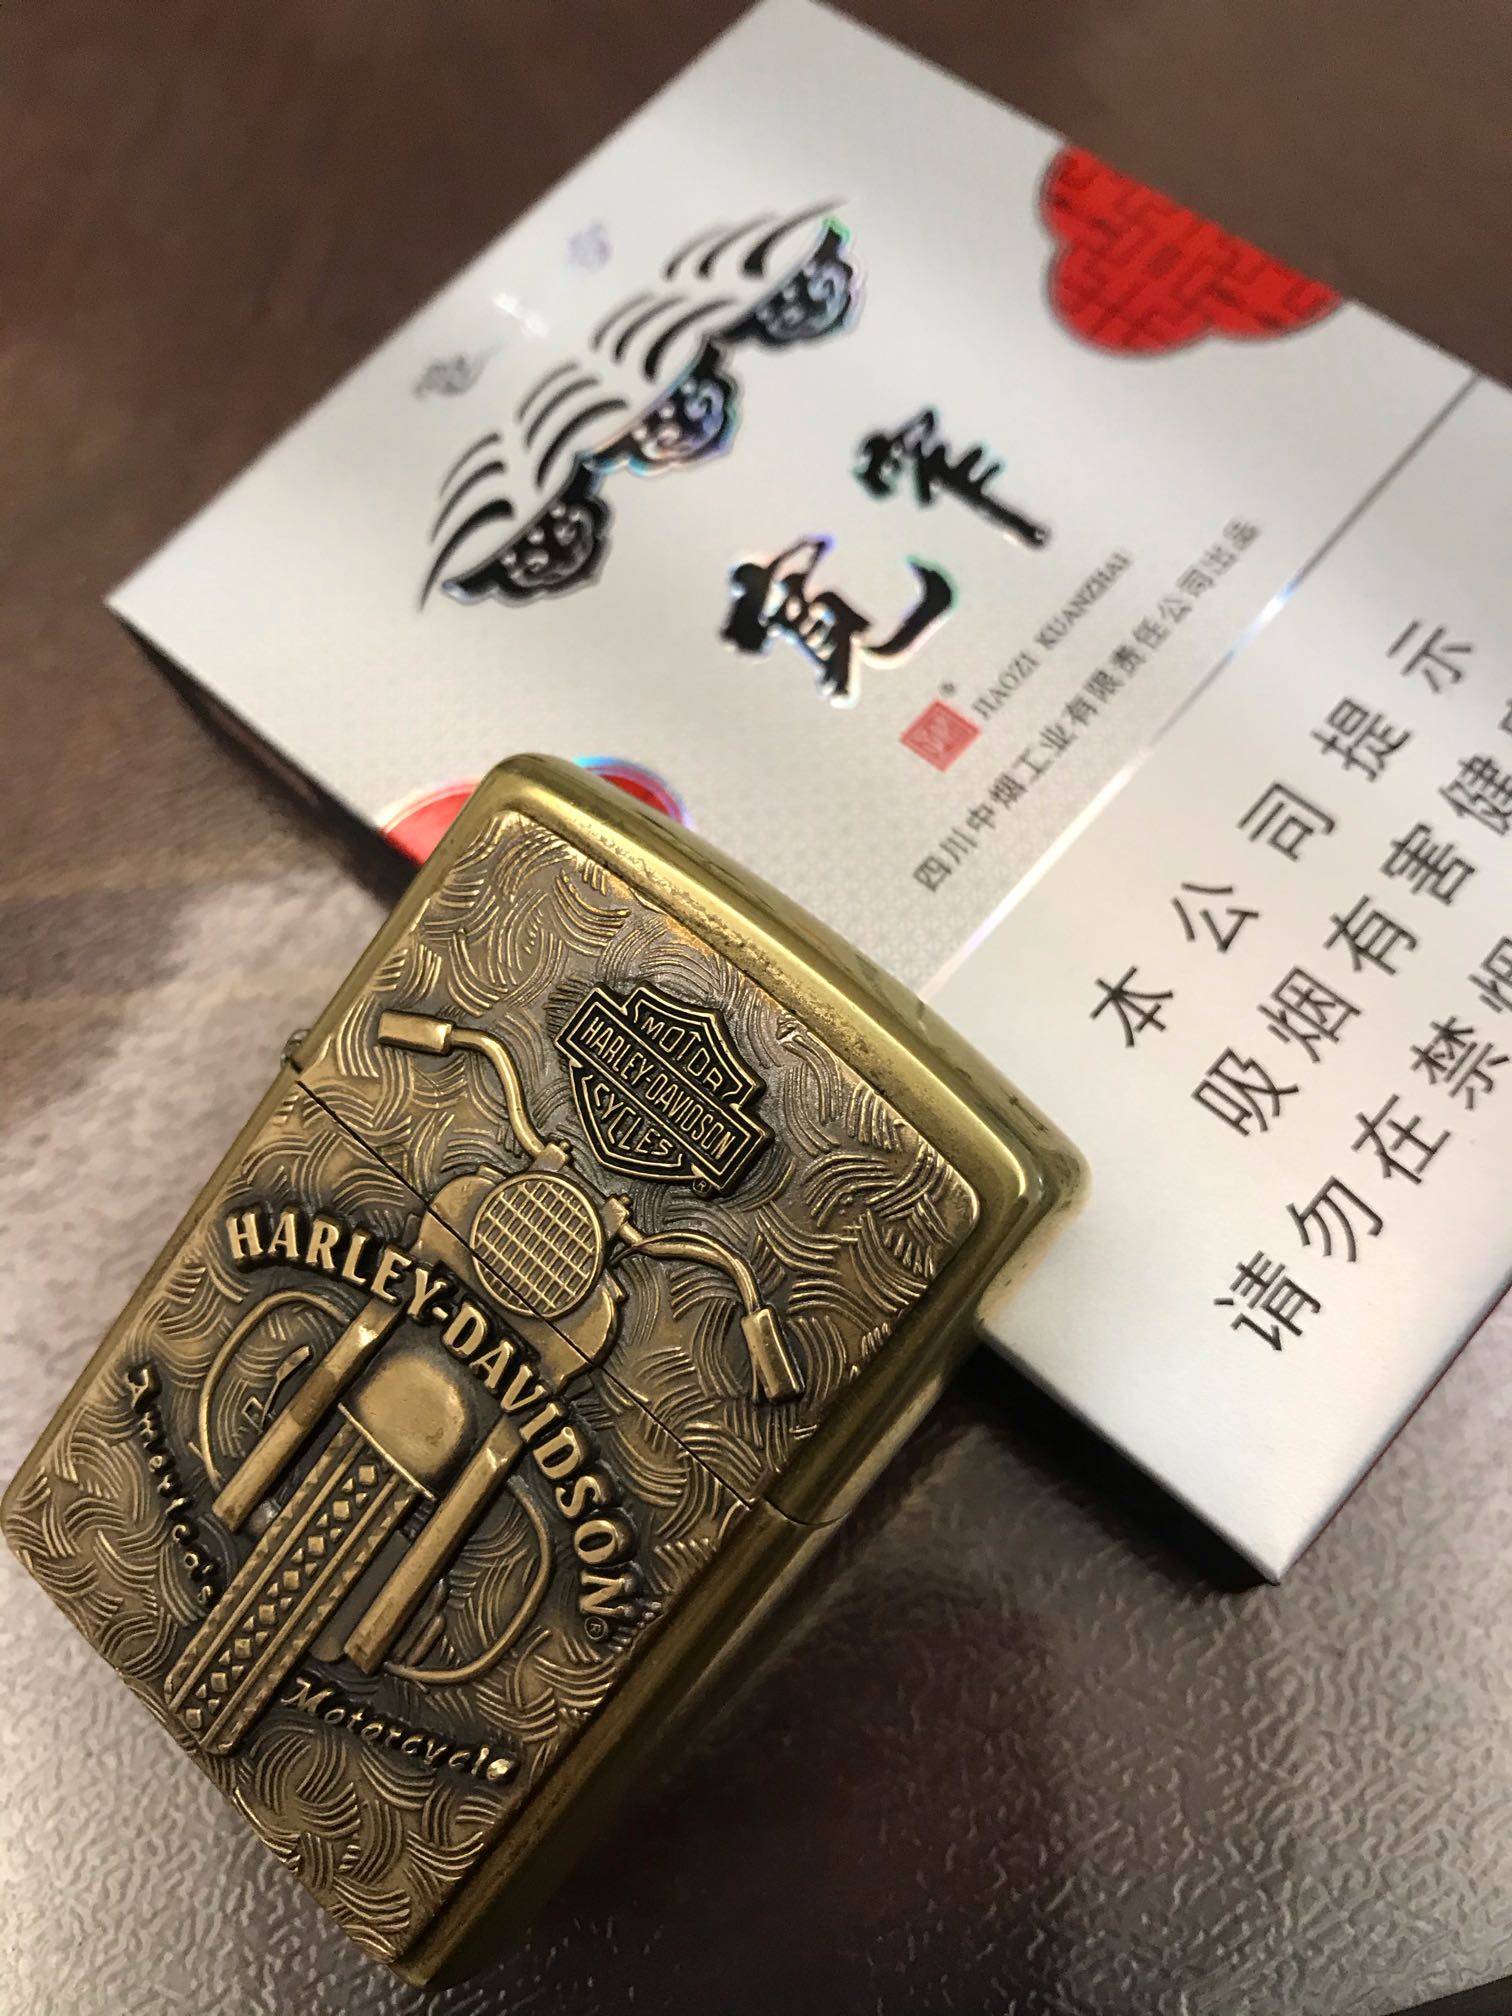 宽窄
JIAOZI KUANZHAI
四川中烟工业有限责任公司出品
本公司提示
吸烟有害健
请勿在禁烟
MOTOR
HARLEY-DAVIDSON
CYCLES
HARLEY-DAVIDSON
America's
Motorcycle